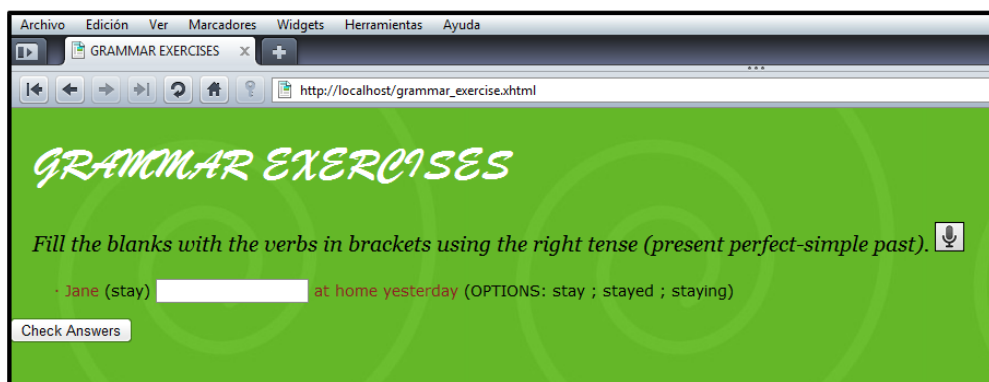 Archivo Edición Ver Marcadores Widgets Herramientas Ayuda
GRAMMAR EXERCISES
http://localhost/grammar_exercise.xhtml
GRAMMAR EXERCISES
Fill the blanks with the verbs in brackets using the right tense (present perfect-simple past).
· Jane (stay) at home yesterday (OPTIONS: stay ; stayed ; staying)
Check Answers